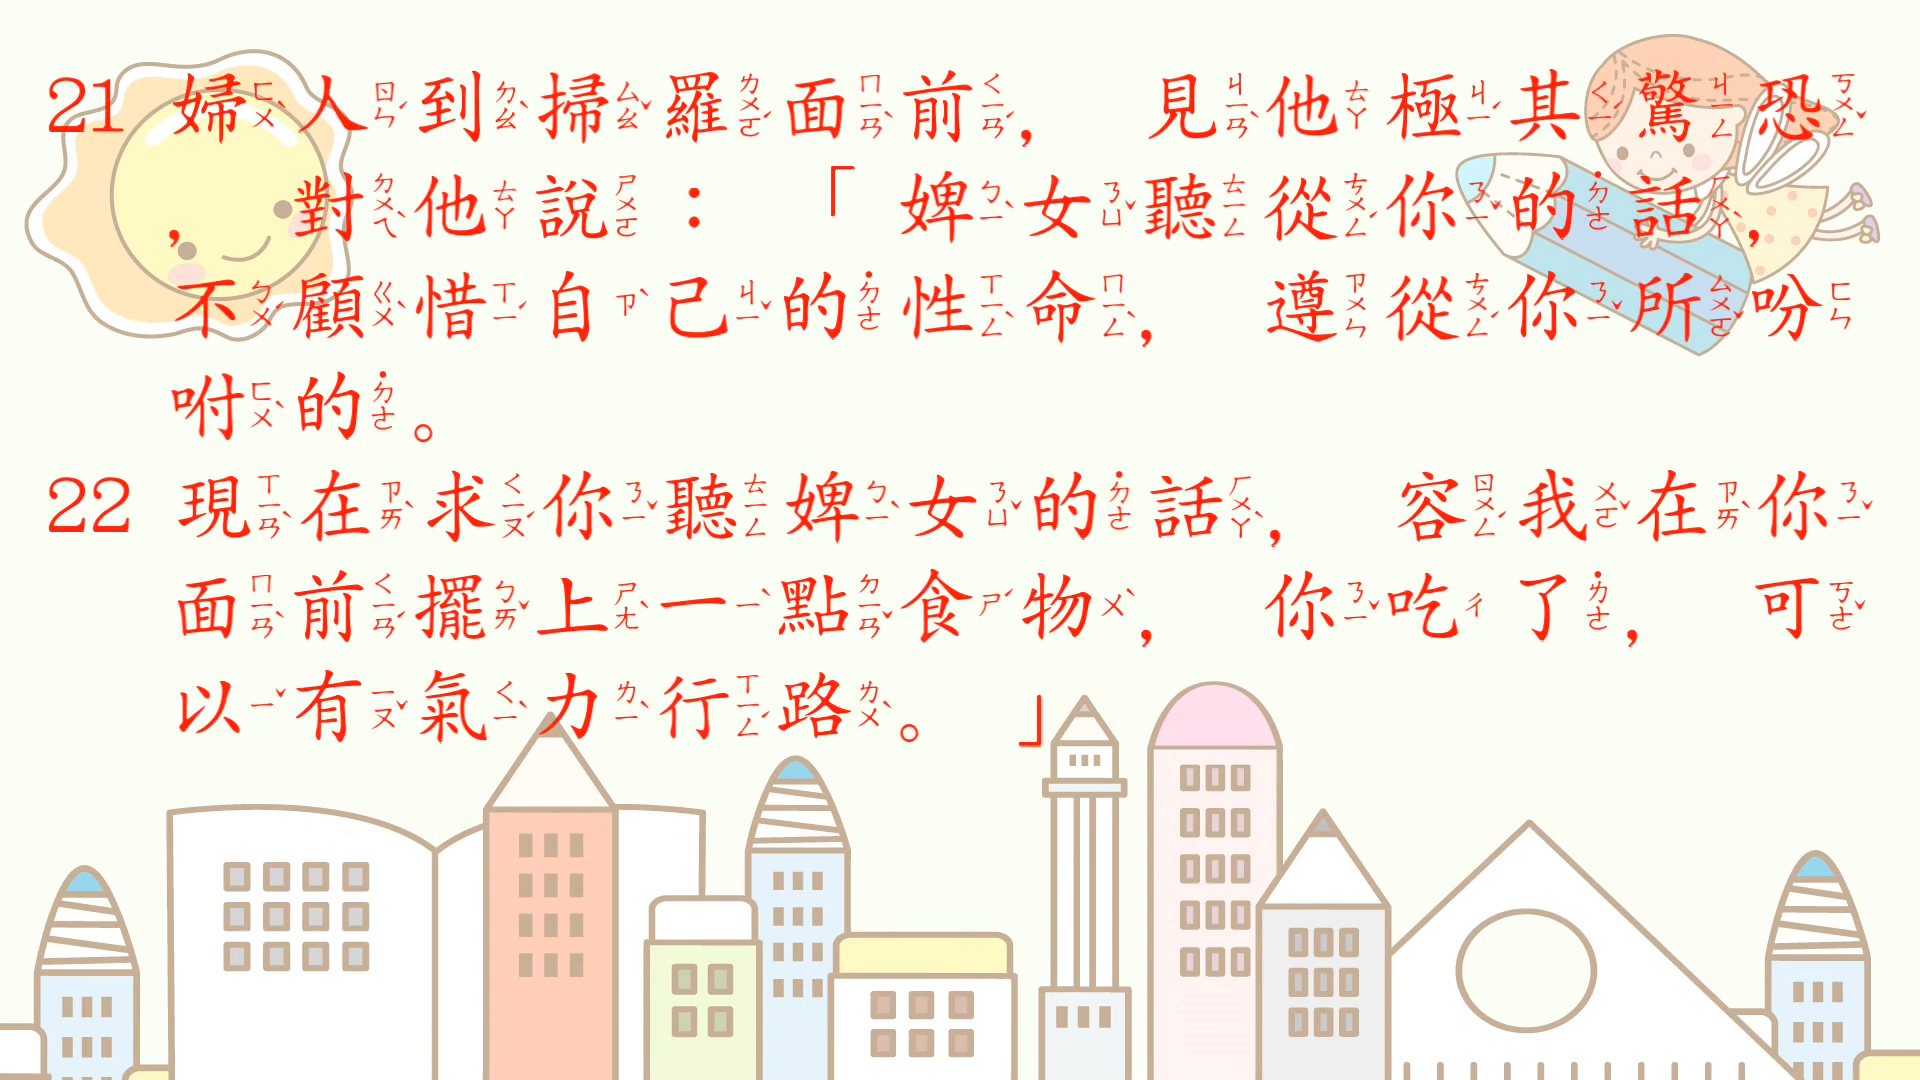 21 婦人到掃羅面前，見他極其驚恐
，對他說：「婢女聽從你的話，
不顧惜自己的性命，遵從你所吩
咐的。
22 現在求你聽婢女的話，容我在你
面前擺上一點食物，你吃了，可
以有氣力行路。」